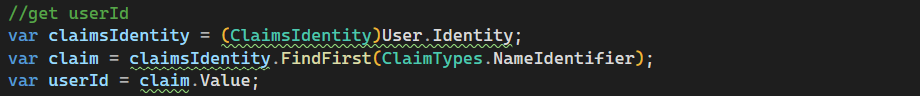 //get userId
var claimsIdentity = (ClaimsIdentity)User.Identity;
var claim = claimsIdentity.FindFirst(ClaimTypes.NameIdentifier);
var userId = claim.Value;